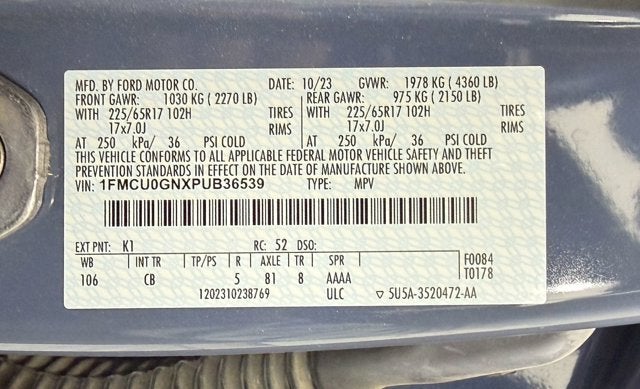 MFD. BY FORD MOTOR CO. DATE: 10/23 GVWR: 1978 KG ( 4360 LB)
FRONT GAWR: 1030 KG ( 2270 LB) REAR GAWR: 975 KG ( 2150 LB)
WITH 225/65R17 102H TIRES WITH 225/65R17 102H TIRES
17x7.0J RIMS 17x7.0J RIMS
AT 250 kPa/ 36 PSI COLD AT 250 kPa/ 36 PSI COLD
THIS VEHICLE CONFORMS TO ALL APPLICABLE FEDERAL MOTOR VEHICLE SAFETY AND THEFT
PREVENTION STANDARDS IN EFFECT ON THE DATE OF MANUFACTURE SHOWN ABOVE.
VIN: 1FMCU0GNXPUB36539 TYPE: MPV
EXT PNT: K1 RC: 52 DSO: F0084
WB INT TR TP/PS R AXLE TR SPR T0178
106 CB 5 81 8 AAAA
1202310238769 ULC ▽ 5U5A-3520472-AA